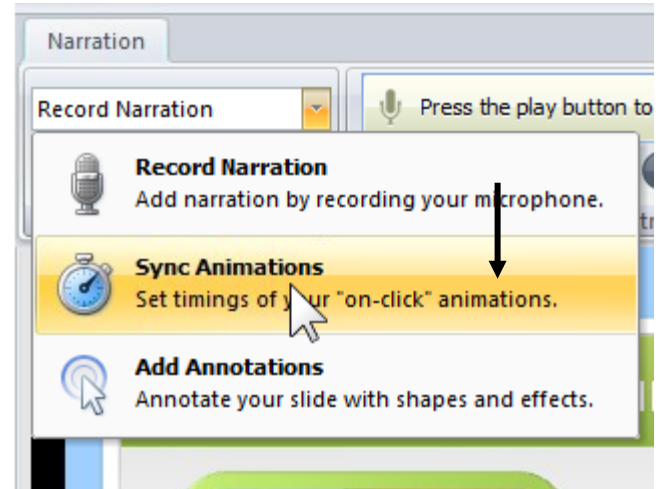 Narration
Record Narration
Press the play button to
Record Narration
Add narration by recording your microphone.
Sync Animations
Set timings of your "on-click" animations.
Add Annotations
Annotate your slide with shapes and effects.